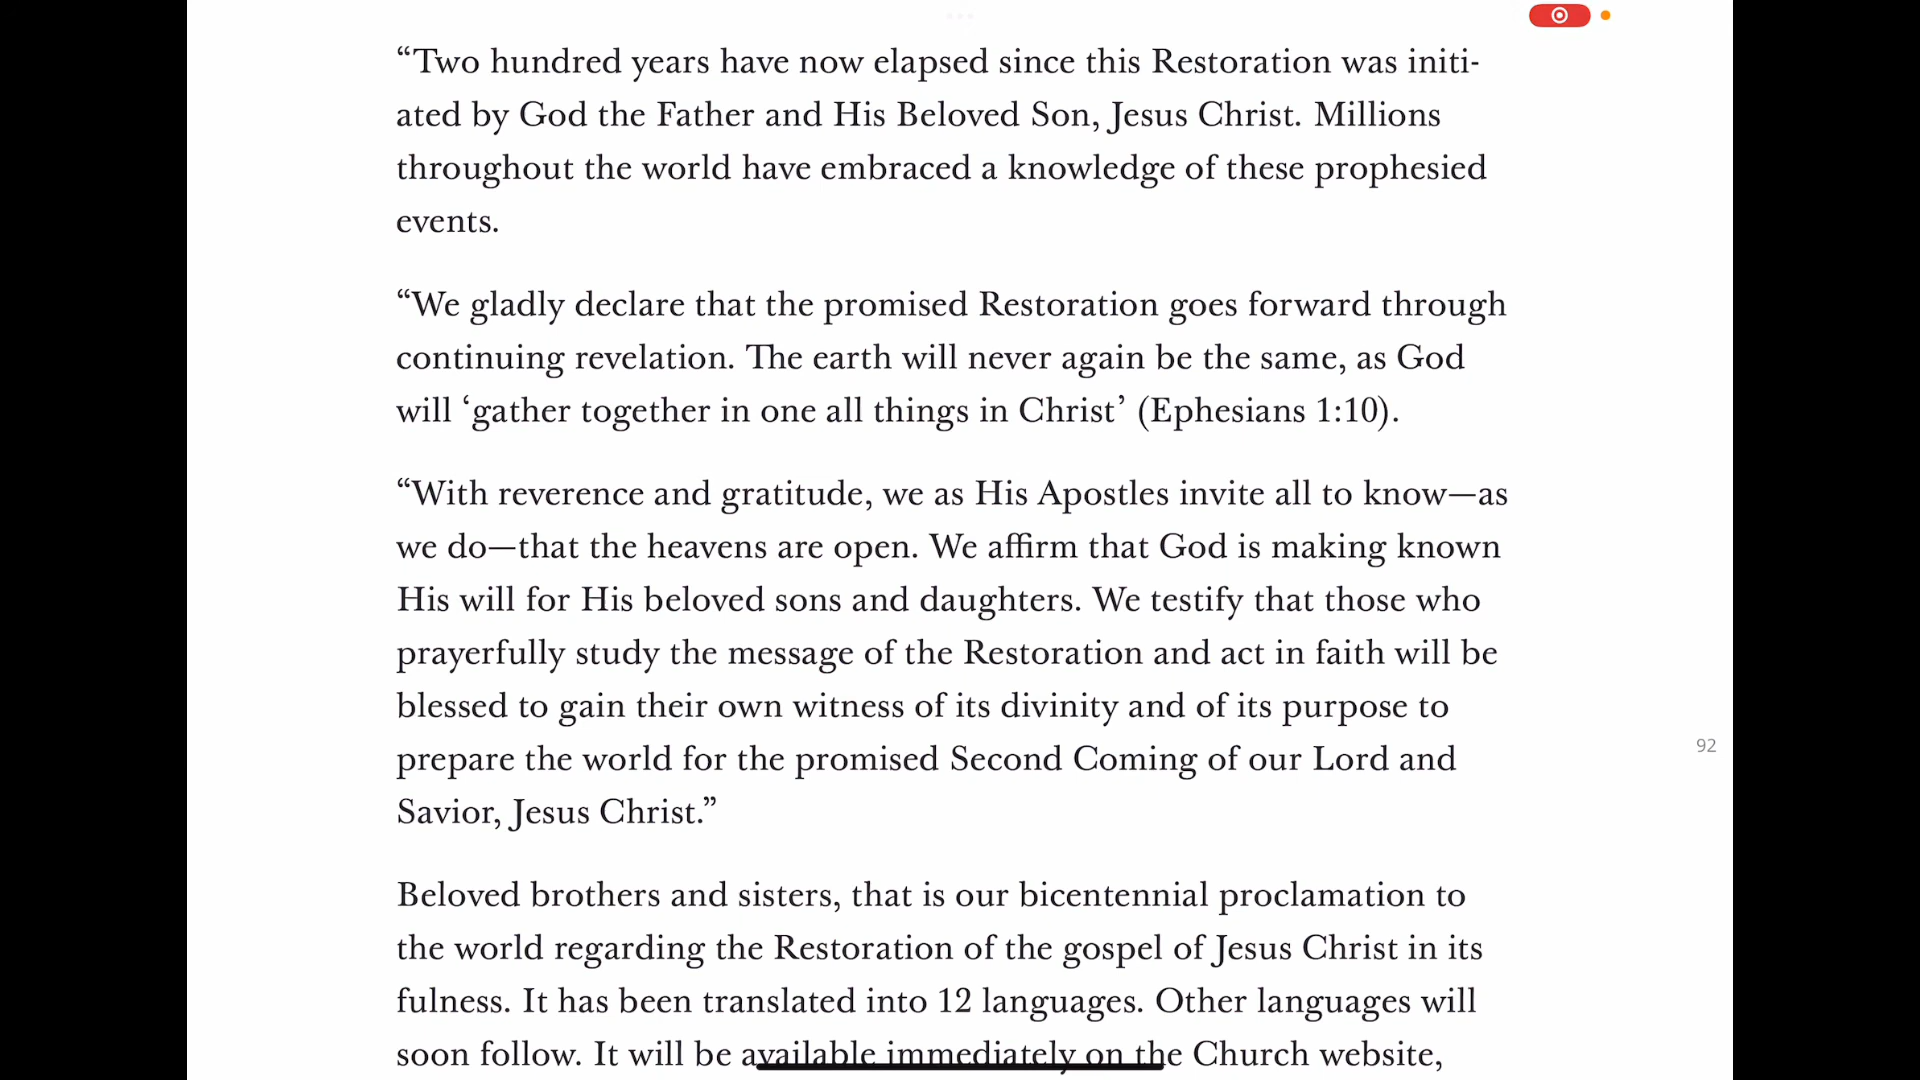 “Two hundred years have now elapsed since this Restoration was initi-
ated by God the Father and His Beloved Son, Jesus Christ. Millions
throughout the world have embraced a knowledge of these prophesied
events.
“We gladly declare that the promised Restoration goes forward through
continuing revelation. The earth will never again be the same, as God
will ‘gather together in one all things in Christ’ (Ephesians 1:10).
“With reverence and gratitude, we as His Apostles invite all to know—as
we do—that the heavens are open. We affirm that God is making known
His will for His beloved sons and daughters. We testify that those who
prayerfully study the message of the Restoration and act in faith will be
blessed to gain their own witness of its divinity and of its purpose to
prepare the world for the promised Second Coming of our Lord and
Savior, Jesus Christ.”
92
Beloved brothers and sisters, that is our bicentennial proclamation to
the world regarding the Restoration of the gospel of Jesus Christ in its
fulness. It has been translated into 12 languages. Other languages will
soon follow. It will be available immediately on the Church website,